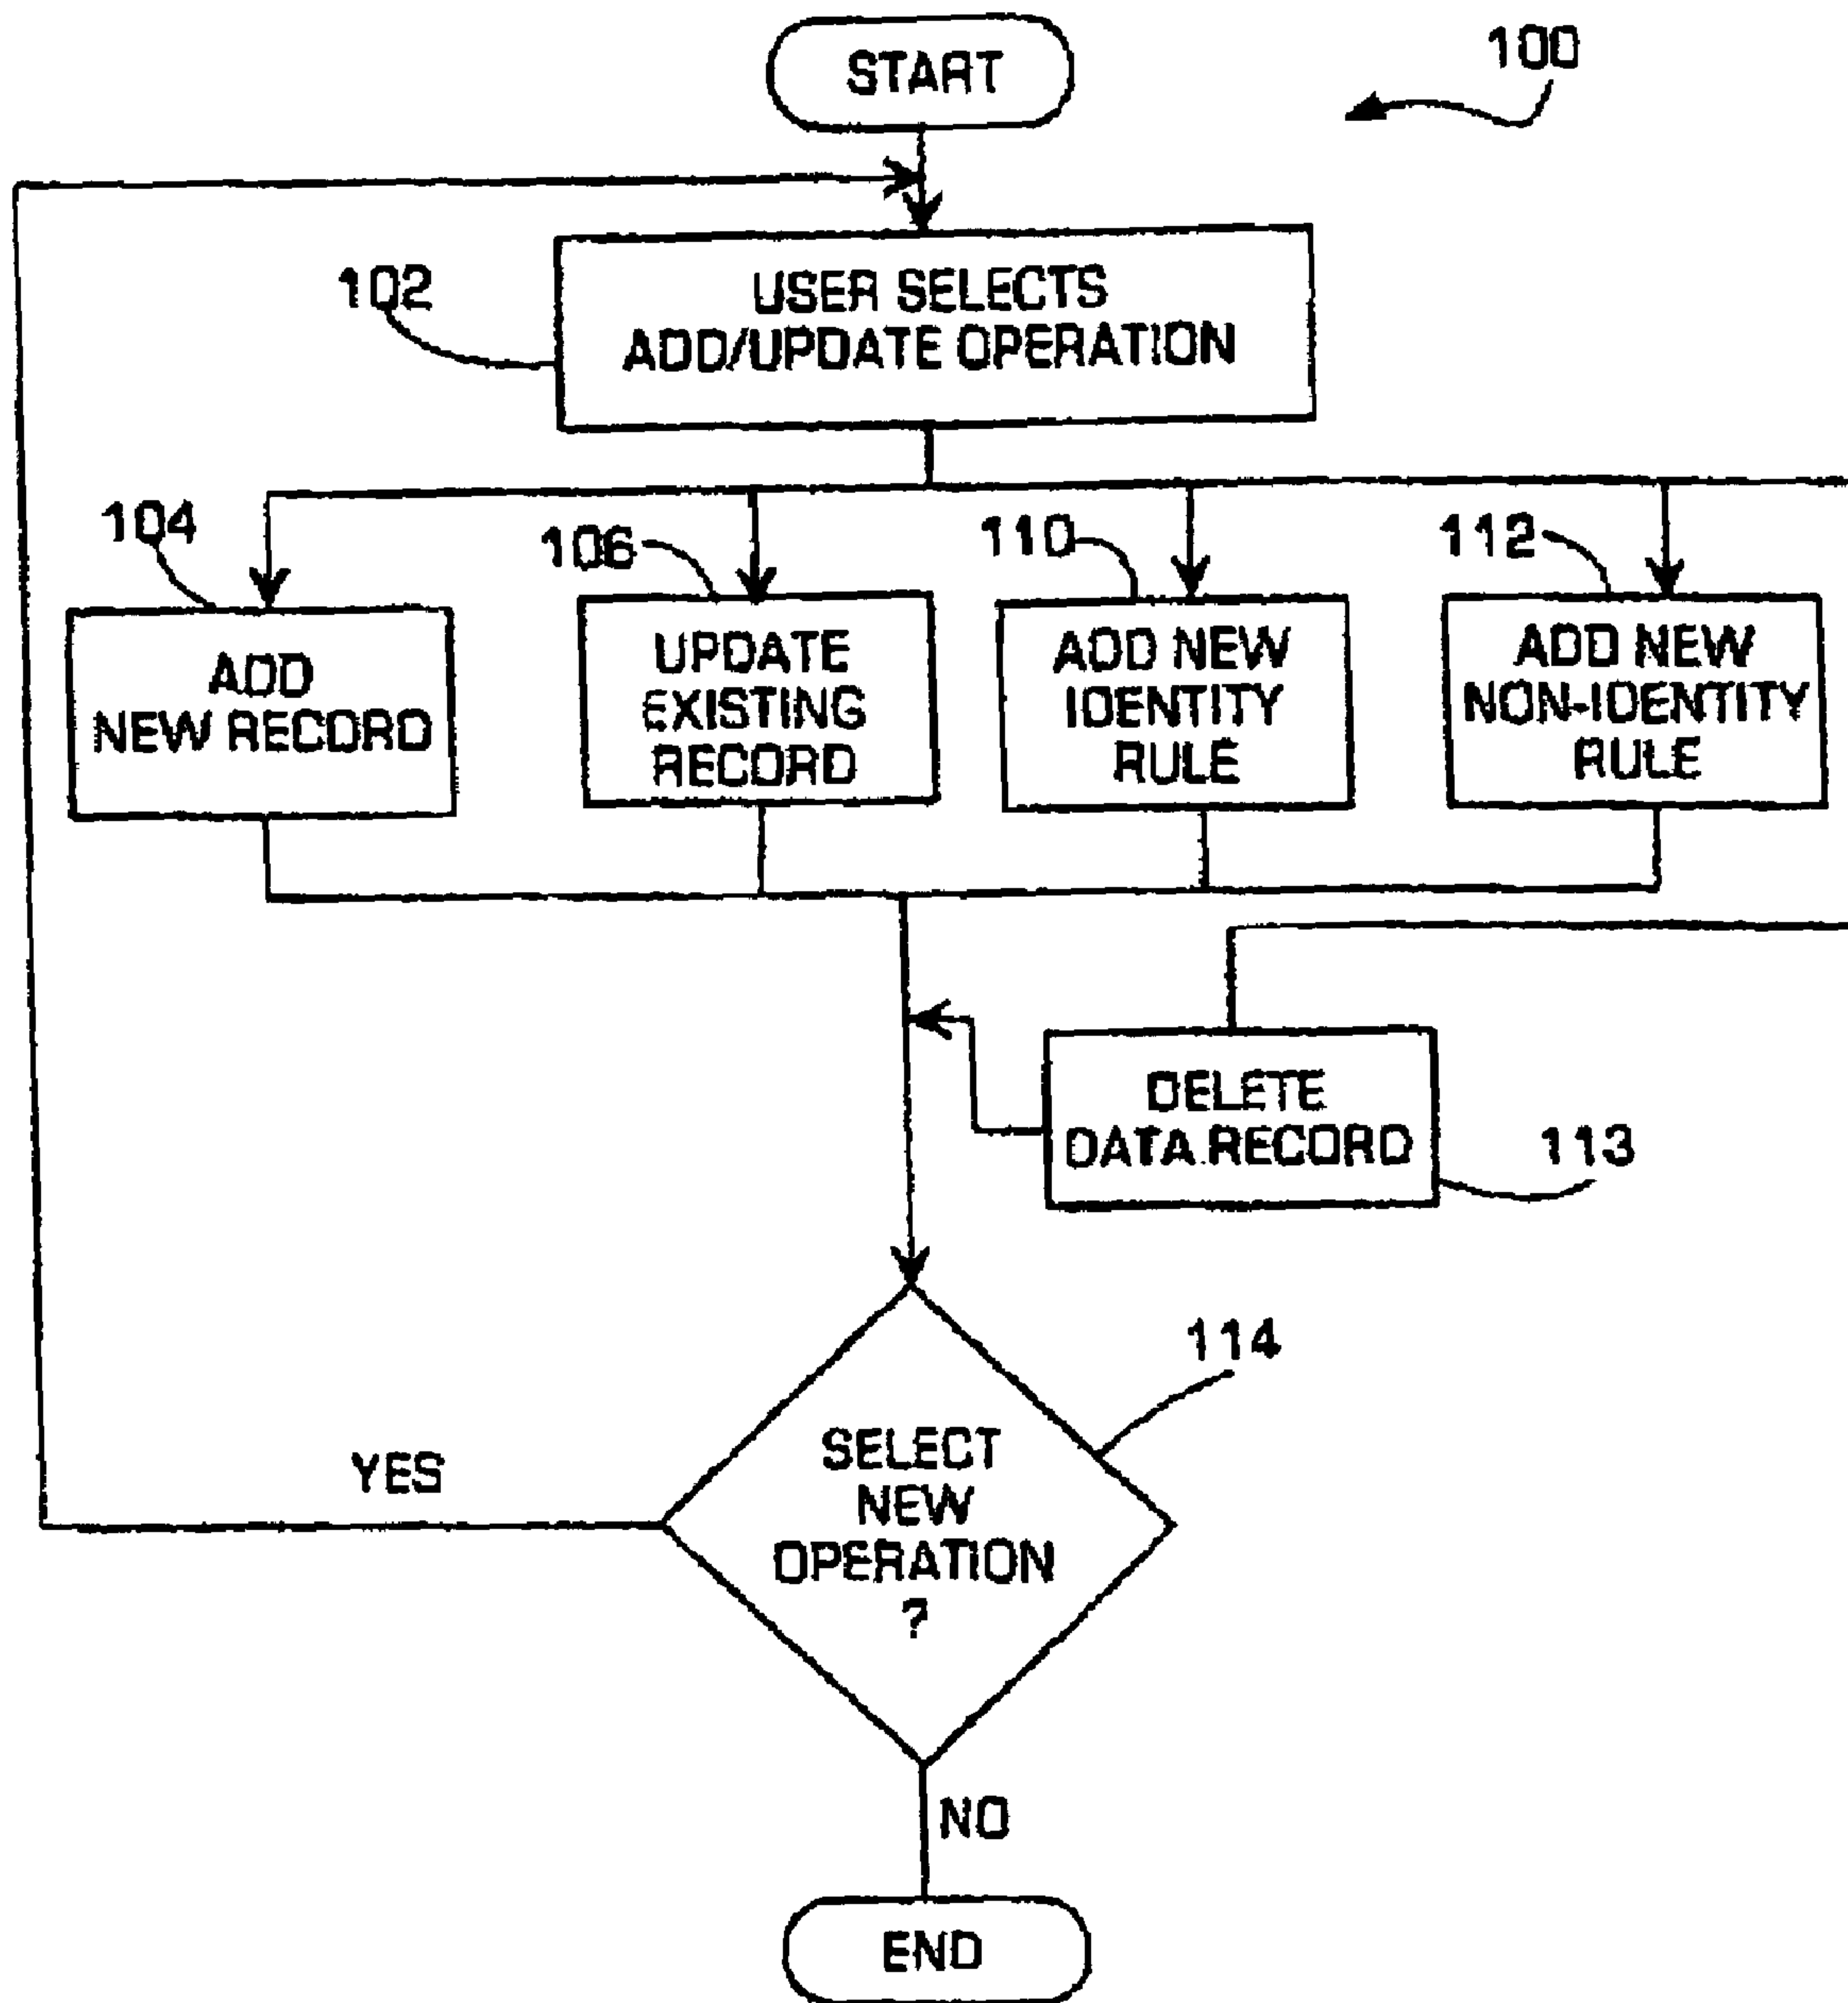 START
100
102
USER SELECTS
ADD/UPDATE OPERATION
104
106
110
112
ADD
NEW RECORD
UPDATE
EXISTING
RECORD
ADD NEW
IDENTITY
RULE
ADD NEW
NON-IDENTITY
RULE
DELETE
DATA RECORD
113
114
SELECT
NEW
OPERATION
?
YES
NO
END